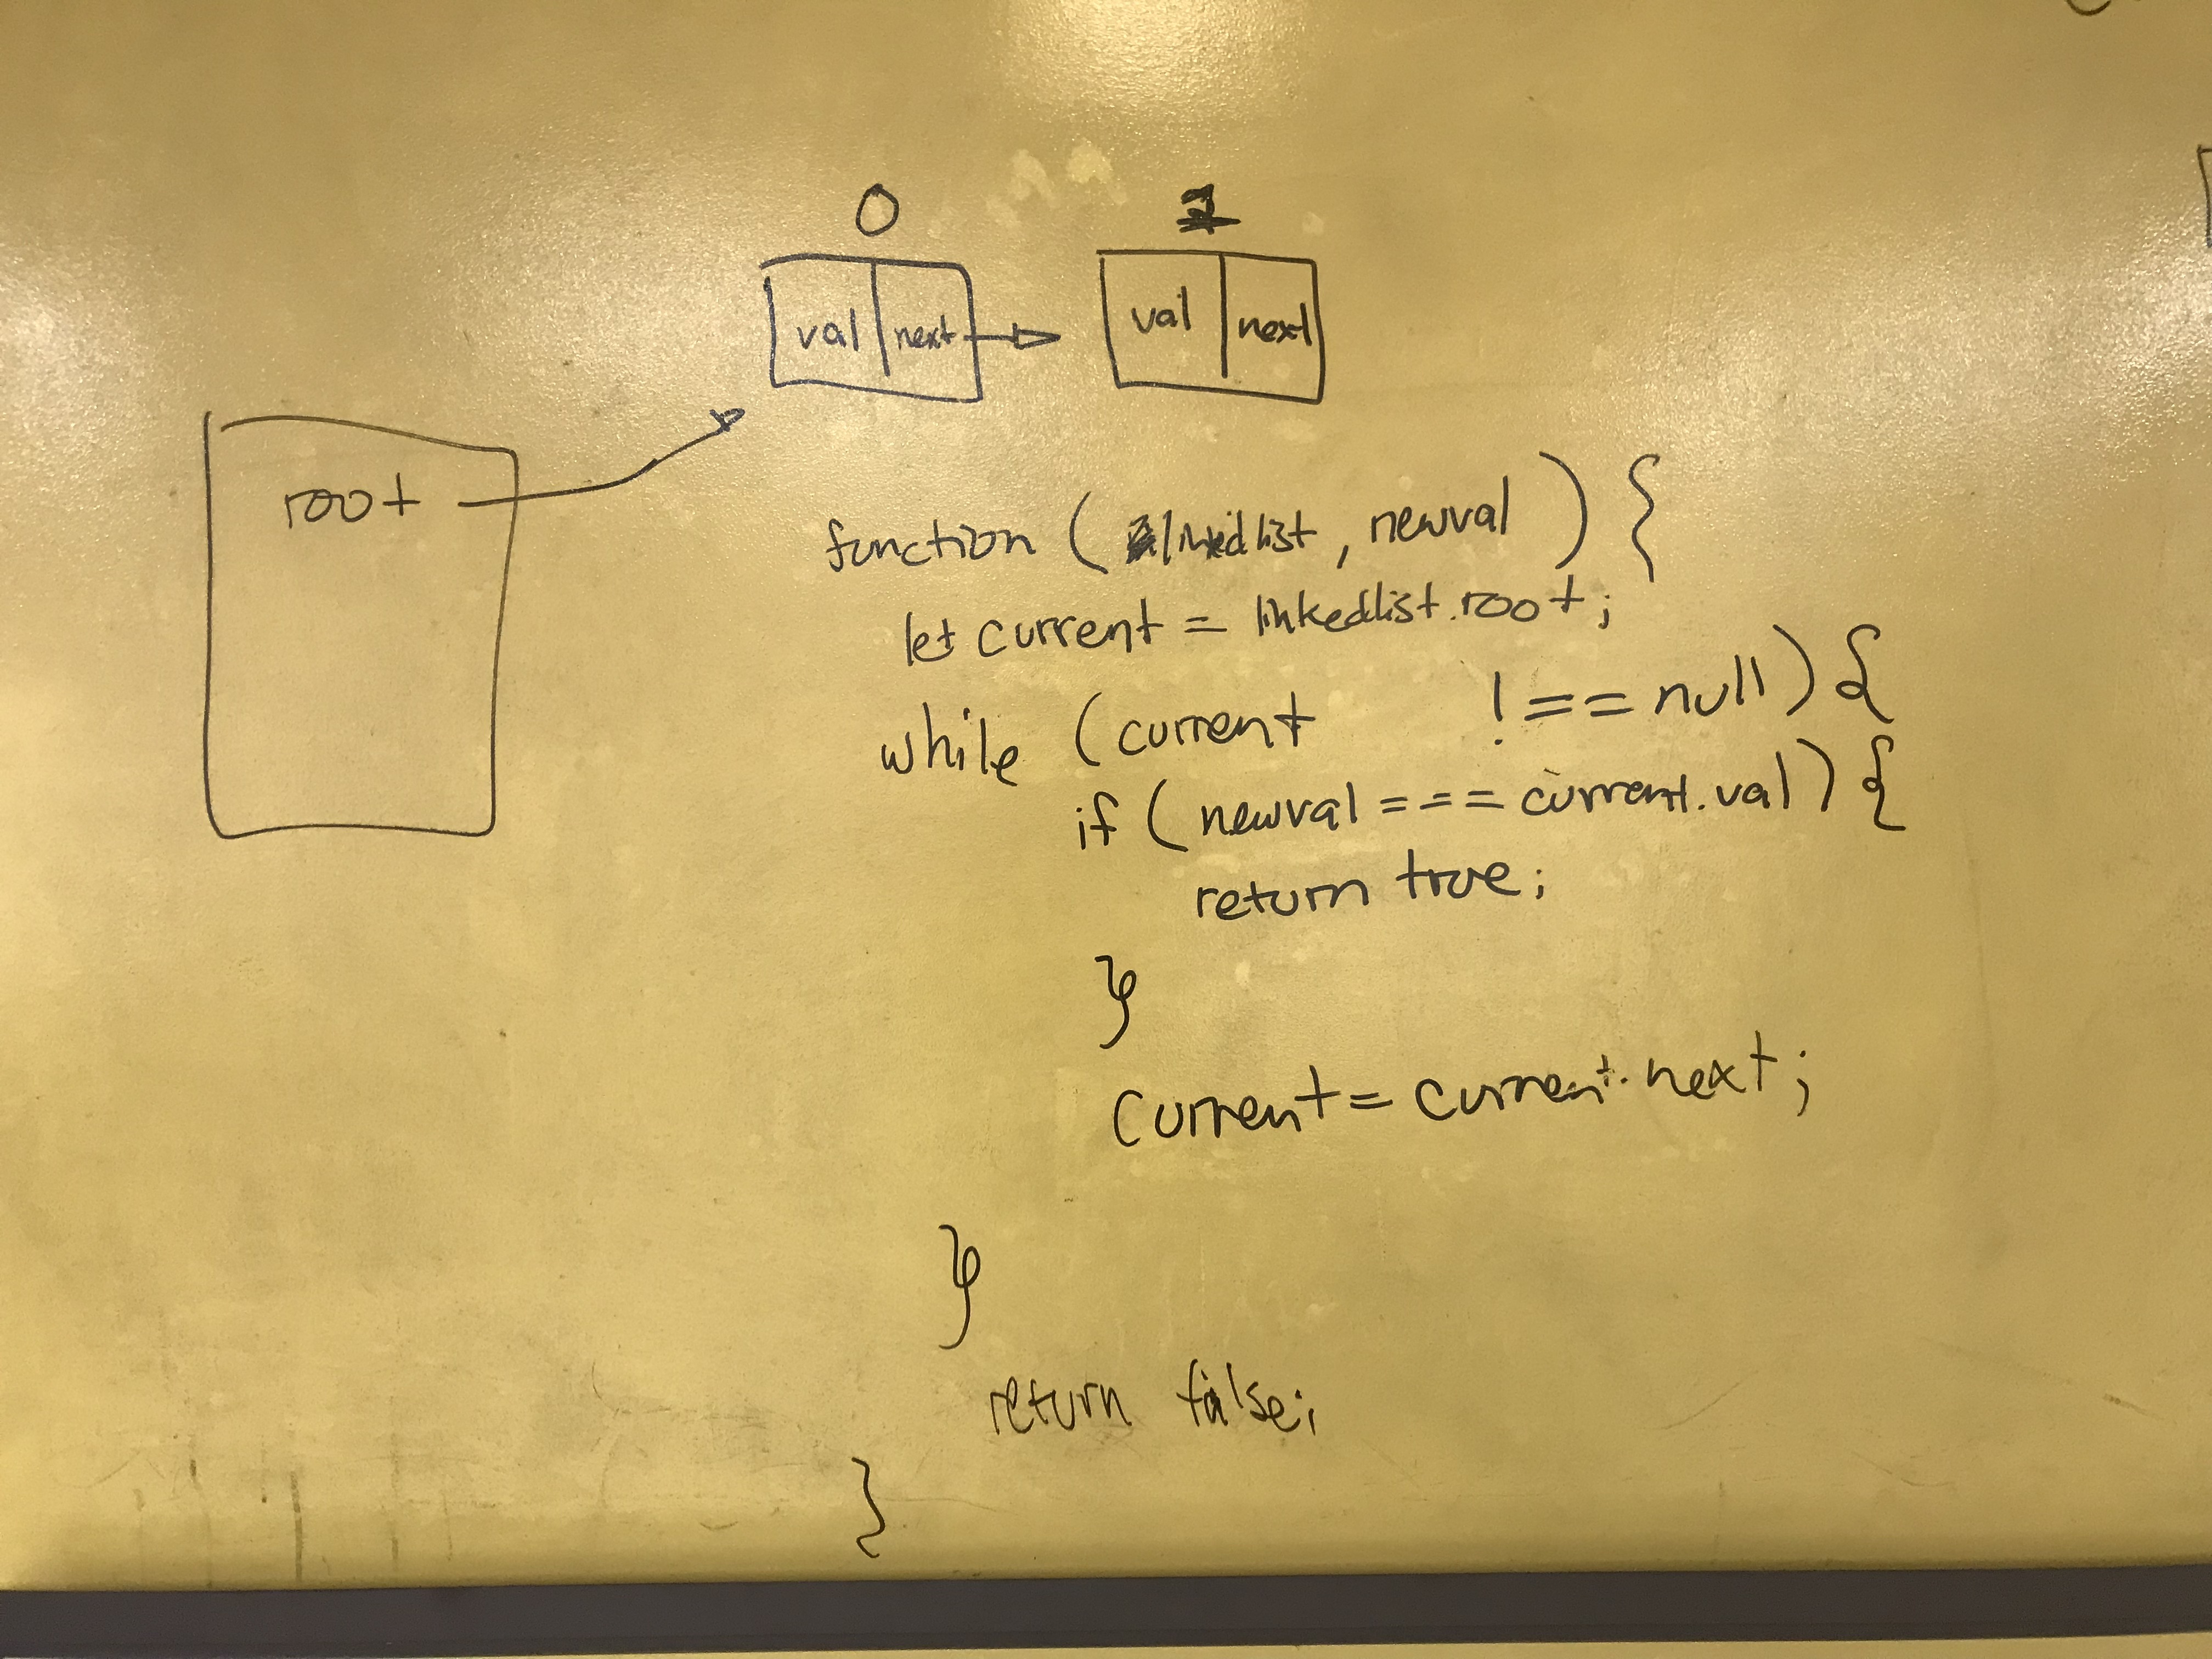 0
val next
val next
root
function ( linkedlist, newval ) {
let current = linkedlist.root;
while (current !== null) {
if ( newval === current.val) {
return true;
}
current = current.next;
}
return false;
}